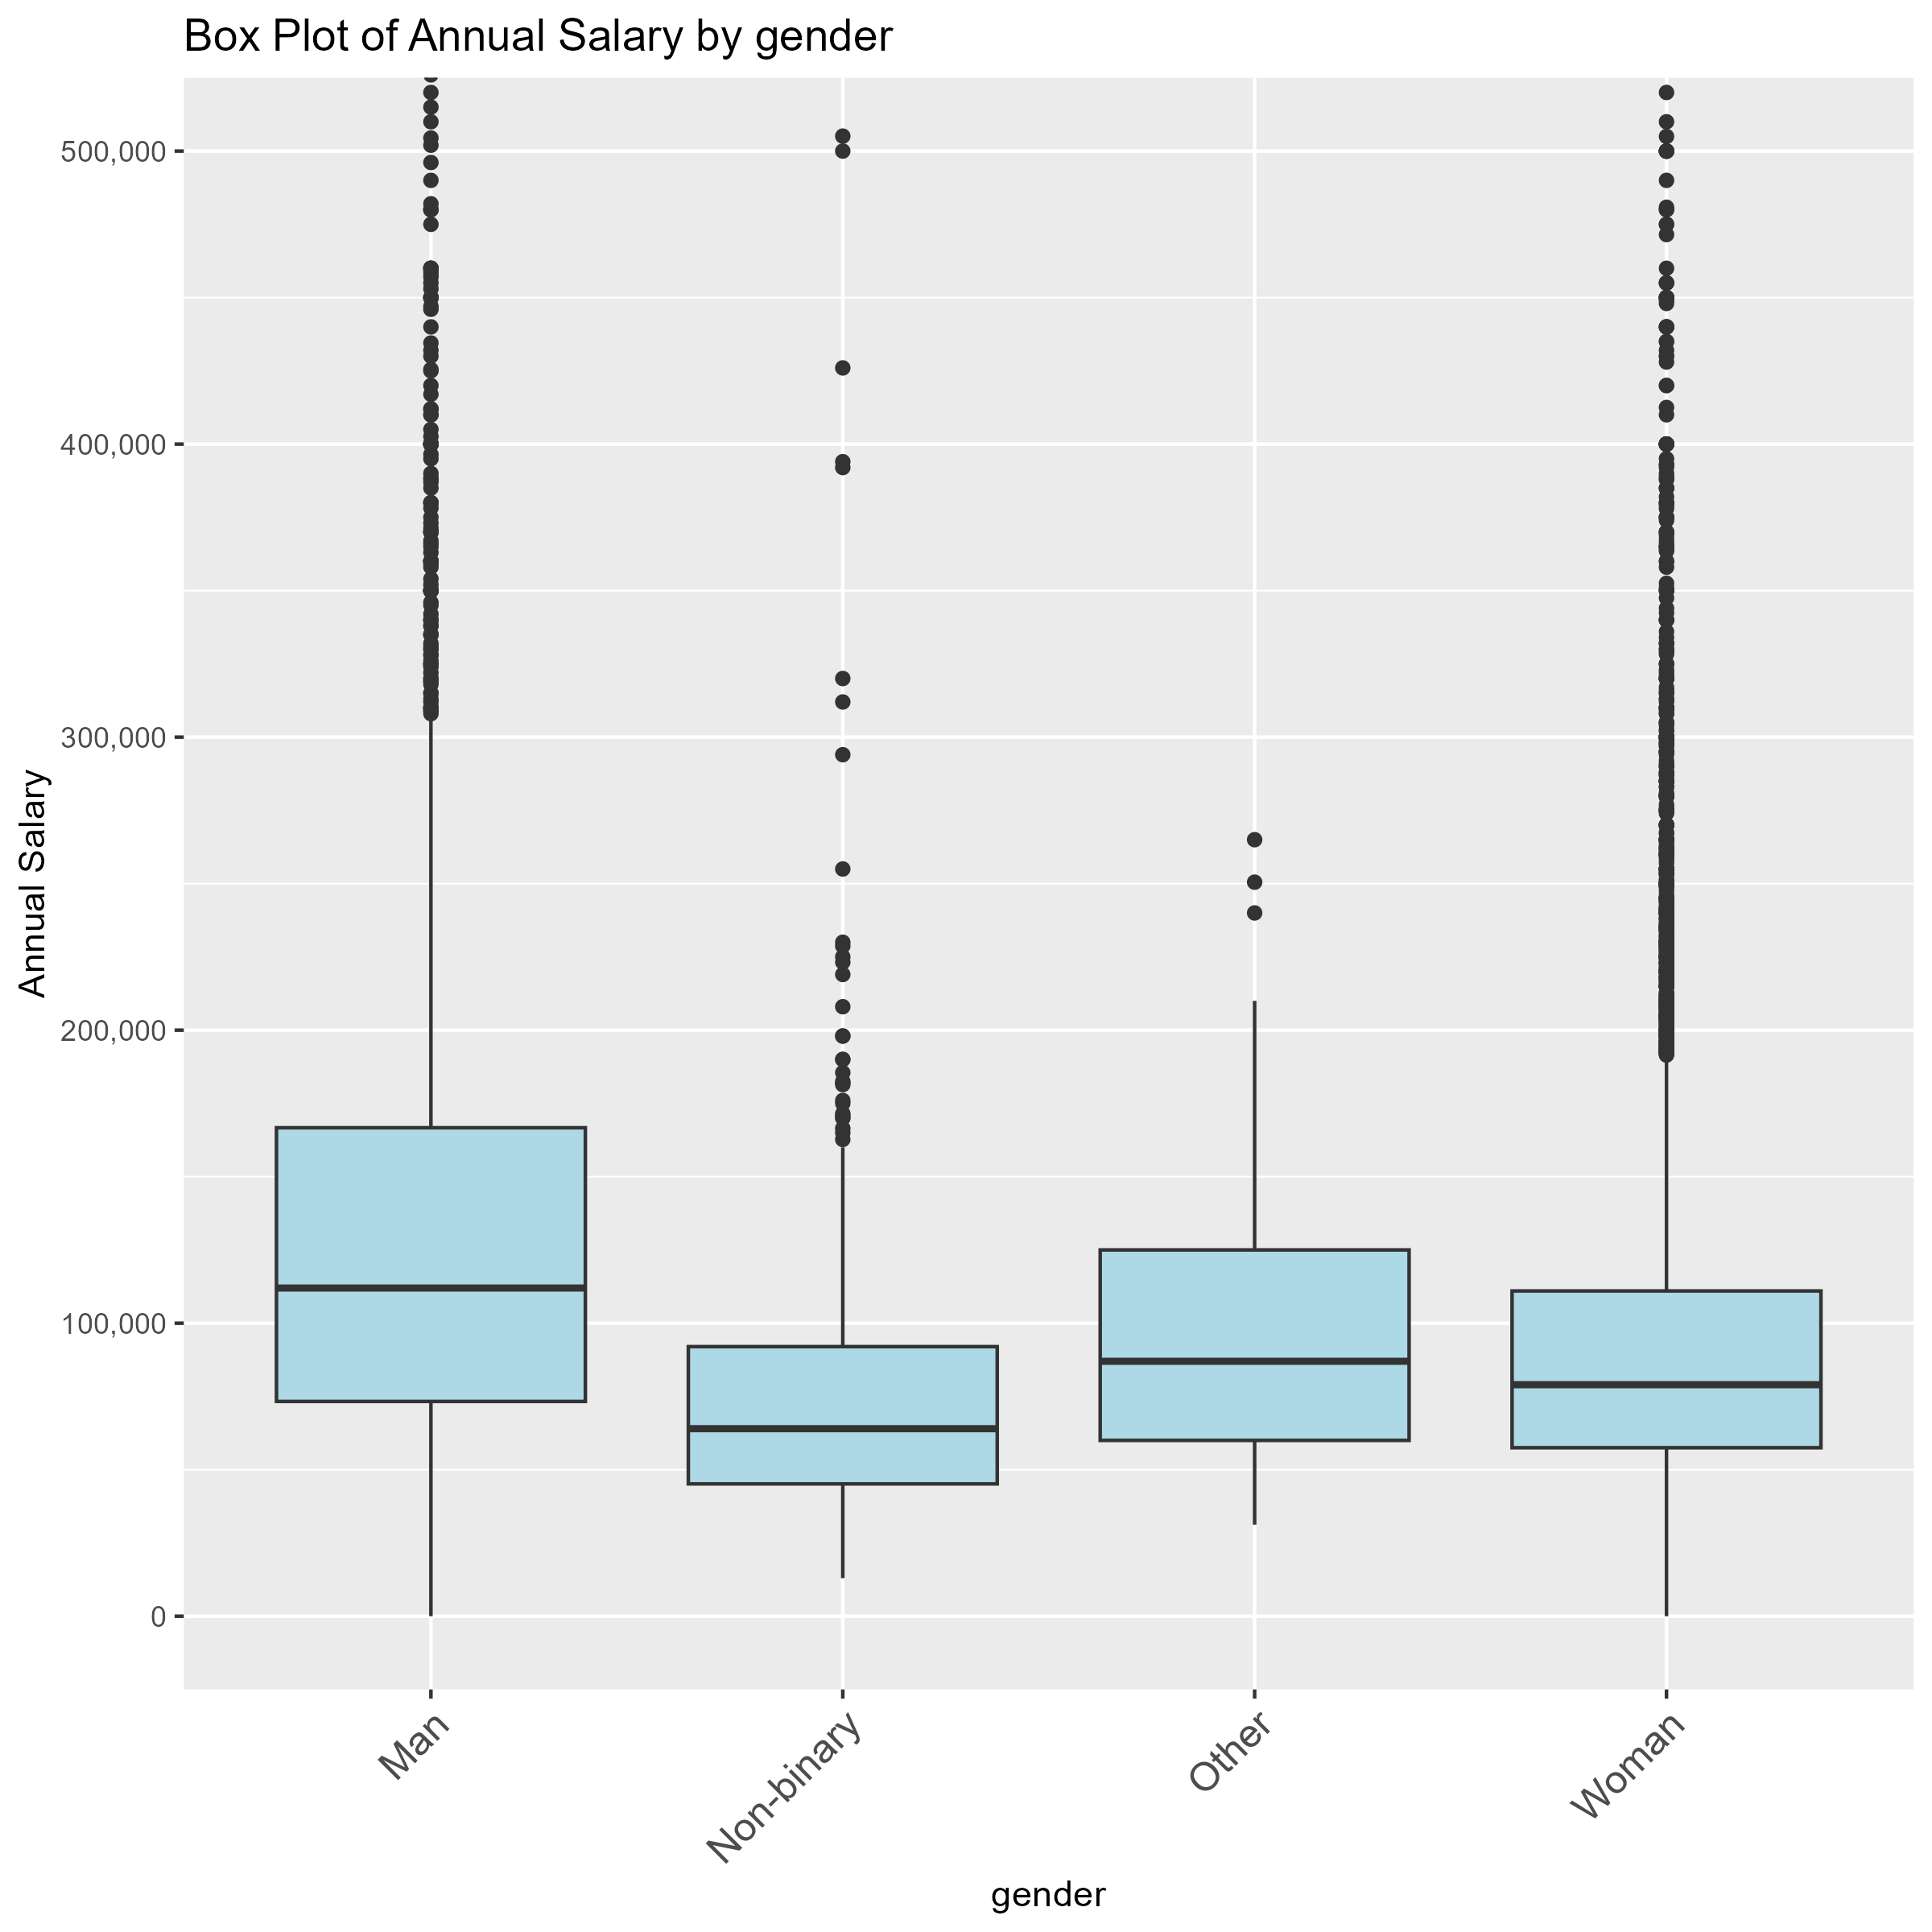 Box Plot of Annual Salary by gender
Annual Salary
500,000
400,000
300,000
200,000
100,000
0
Man
Non-binary
Other
Woman
gender